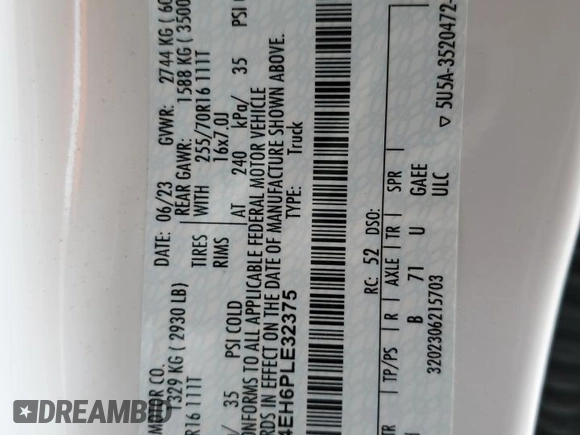 MOTOR CO.
DATE: 06/23 GVWR: 2744 KG
329 KG ( 2930 LB) REAR GAWR: 1588 KG ( 3500
TIRES WITH 255/70R16 111T
R16 111T RIMS 16x7.0J
35 PSI COLD AT 240 kPa/ 35 PSI
CONFORMS TO ALL APPLICABLE FEDERAL MOTOR VEHICLE
IN EFFECT ON THE DATE OF MANUFACTURE SHOWN ABOVE.
4EH6PLE32375 TYPE: Truck
RC: 52 DSO:
TR TP/PS R AXLE TR SPR
B 71 U GAEE
3202306215703 ULC
▽ 5U5A-3520472-
DREAMBID